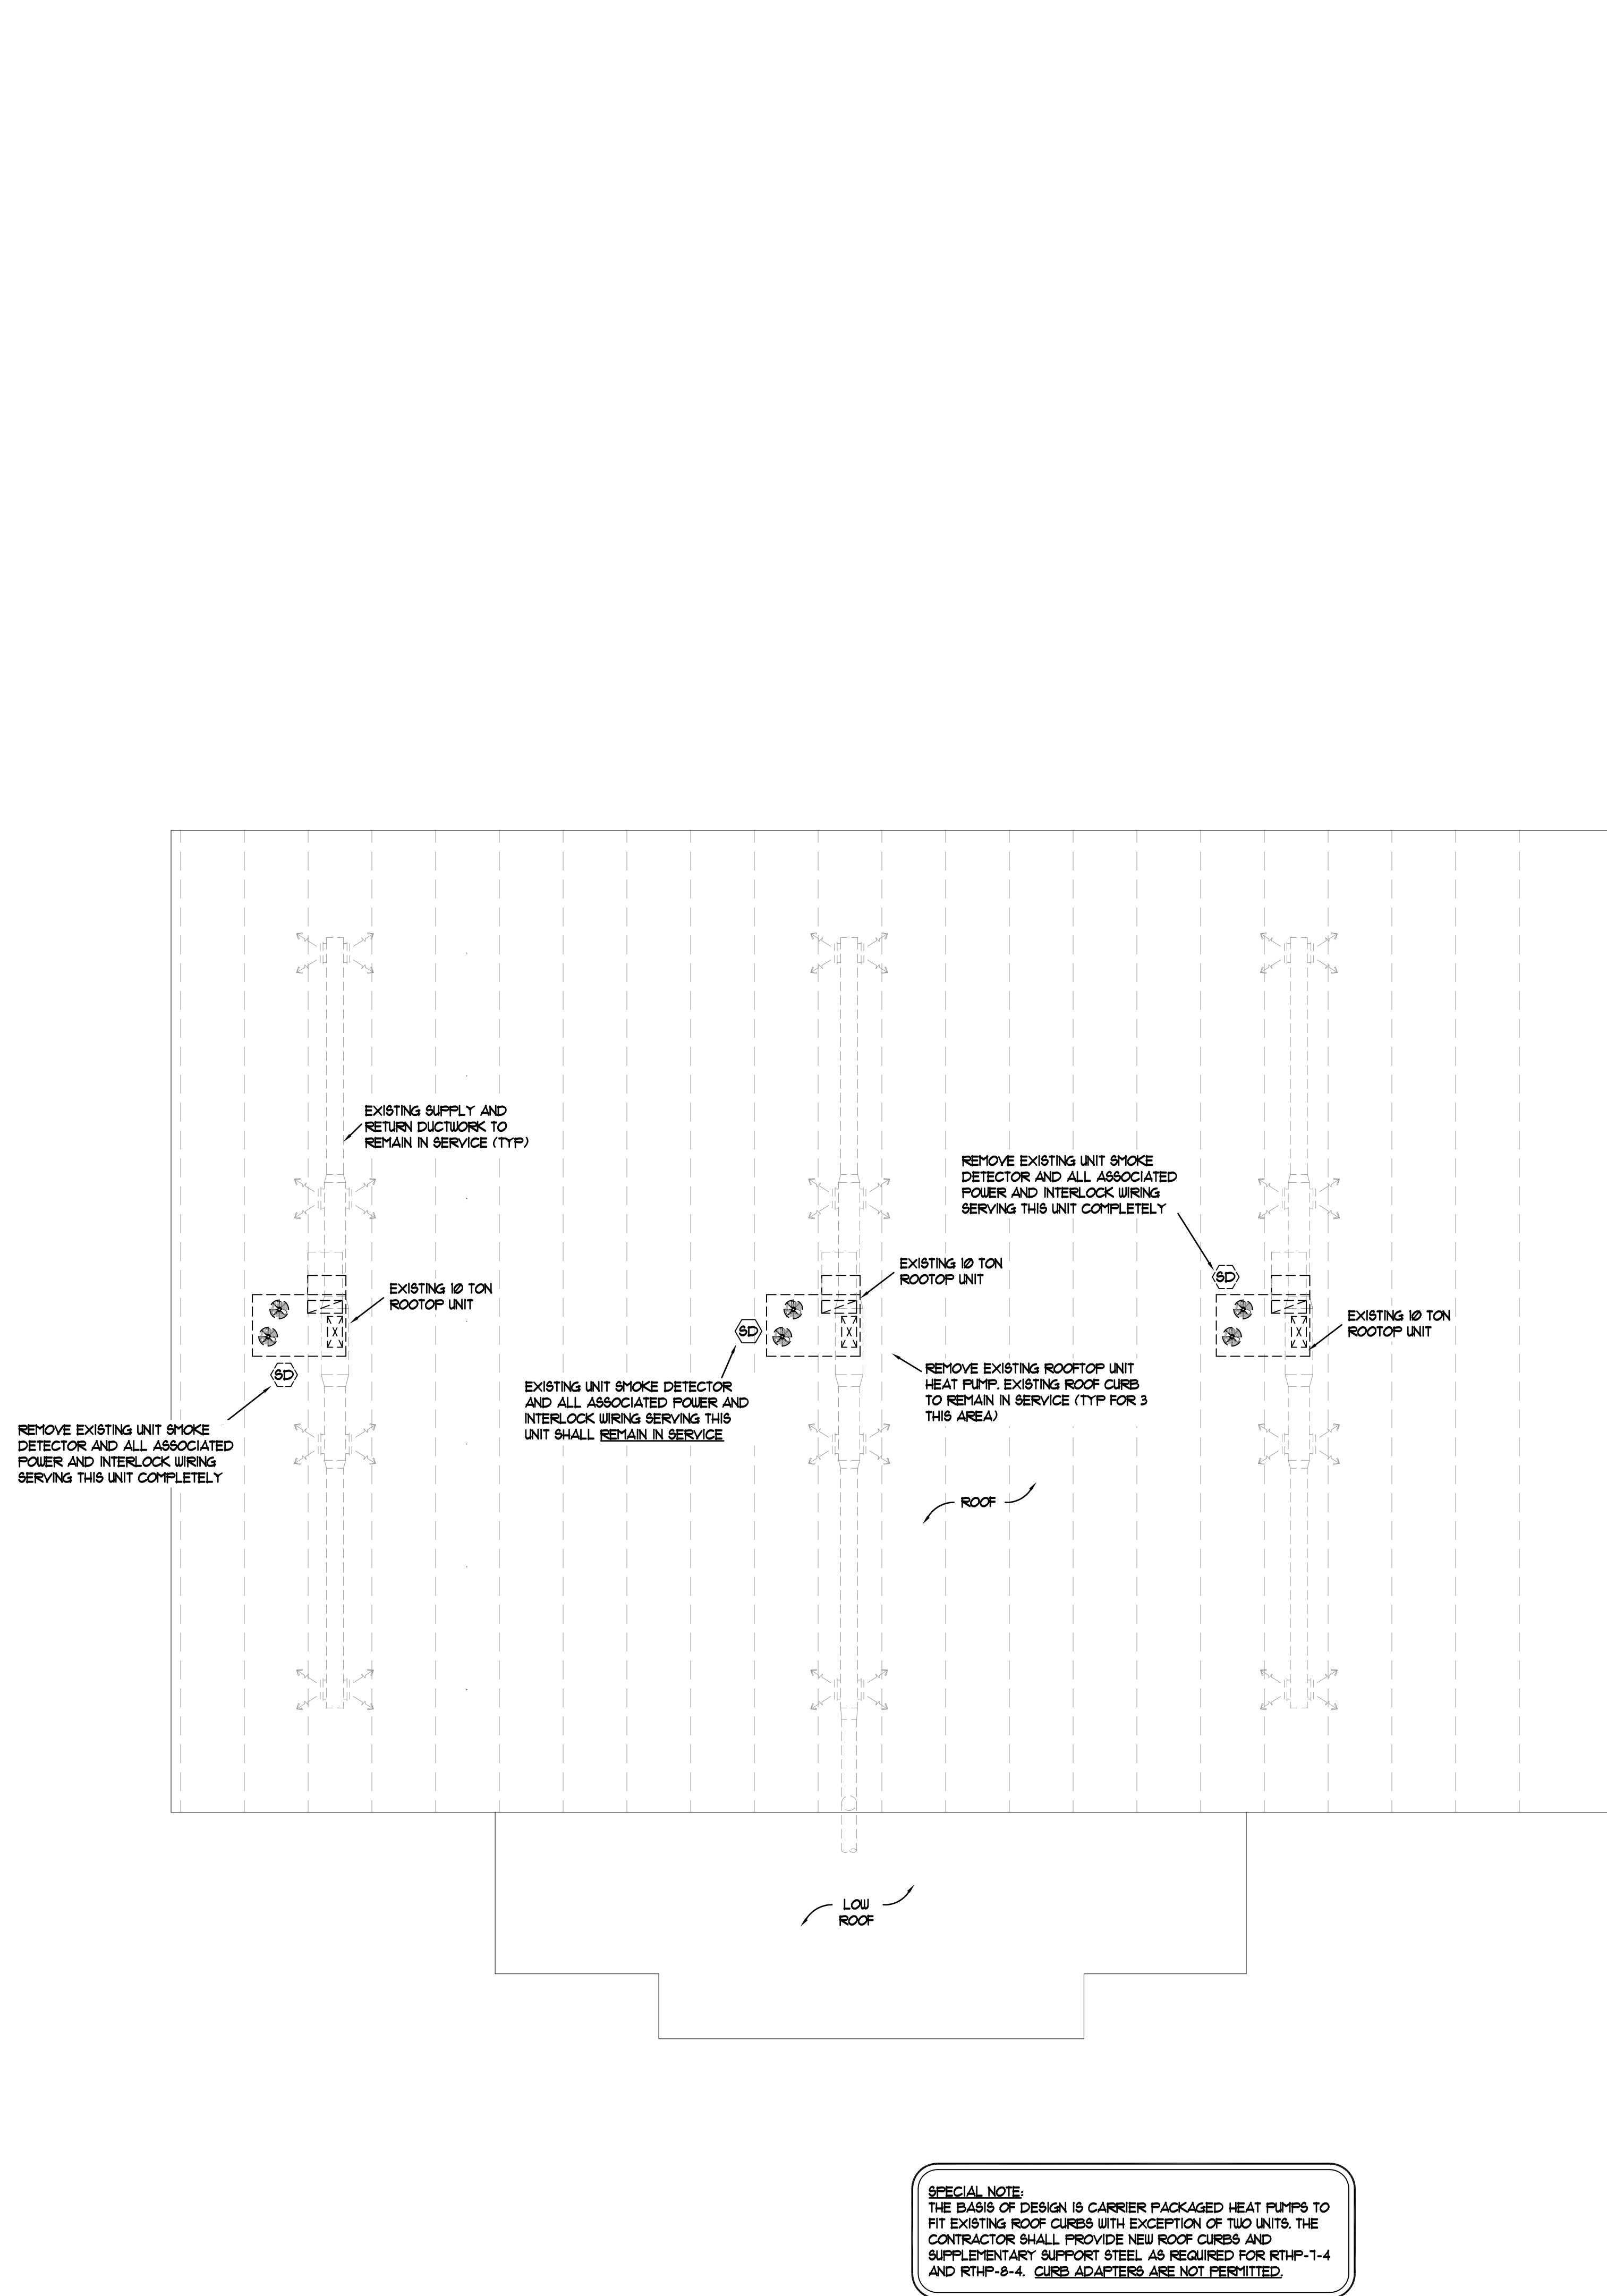 EXISTING SUPPLY AND
RETURN DUCTWORK TO
REMAIN IN SERVICE (TYP)
REMOVE EXISTING UNIT SMOKE
DETECTOR AND ALL ASSOCIATED
POWER AND INTERLOCK WIRING
SERVING THIS UNIT COMPLETELY
EXISTING 10 TON
ROOTOP UNIT
SD
EXISTING 10 TON
ROOTOP UNIT
EXISTING 10 TON
ROOTOP UNIT
SD
SD
REMOVE EXISTING ROOFTOP UNIT
HEAT PUMP. EXISTING ROOF CURB
TO REMAIN IN SERVICE (TYP FOR 3
THIS AREA)
EXISTING UNIT SMOKE DETECTOR
AND ALL ASSOCIATED POWER AND
INTERLOCK WIRING SERVING THIS
UNIT SHALL REMAIN IN SERVICE
REMOVE EXISTING UNIT SMOKE
DETECTOR AND ALL ASSOCIATED
POWER AND INTERLOCK WIRING
SERVING THIS UNIT COMPLETELY
ROOF
LOW
ROOF
SPECIAL NOTE:
THE BASIS OF DESIGN IS CARRIER PACKAGED HEAT PUMPS TO
FIT EXISTING ROOF CURBS WITH EXCEPTION OF TWO UNITS. THE
CONTRACTOR SHALL PROVIDE NEW ROOF CURBS AND
SUPPLEMENTARY SUPPORT STEEL AS REQUIRED FOR RTHP-7-4
AND RTHP-8-4. CURB ADAPTERS ARE NOT PERMITTED.